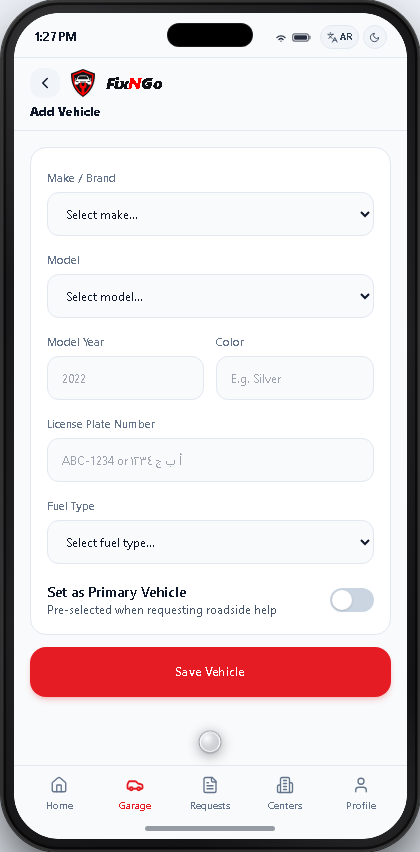 1:27 PM
AR
FixNGo
Add Vehicle
Make / Brand
Select make...
Model
Select model...
Model Year
Color
2022
E.g. Silver
License Plate Number
ABC-1234 or أ ب ج ١٢٣٤
Fuel Type
Select fuel type...
Set as Primary Vehicle
Pre-selected when requesting roadside help
Save Vehicle
Home
Garage
Requests
Centers
Profile